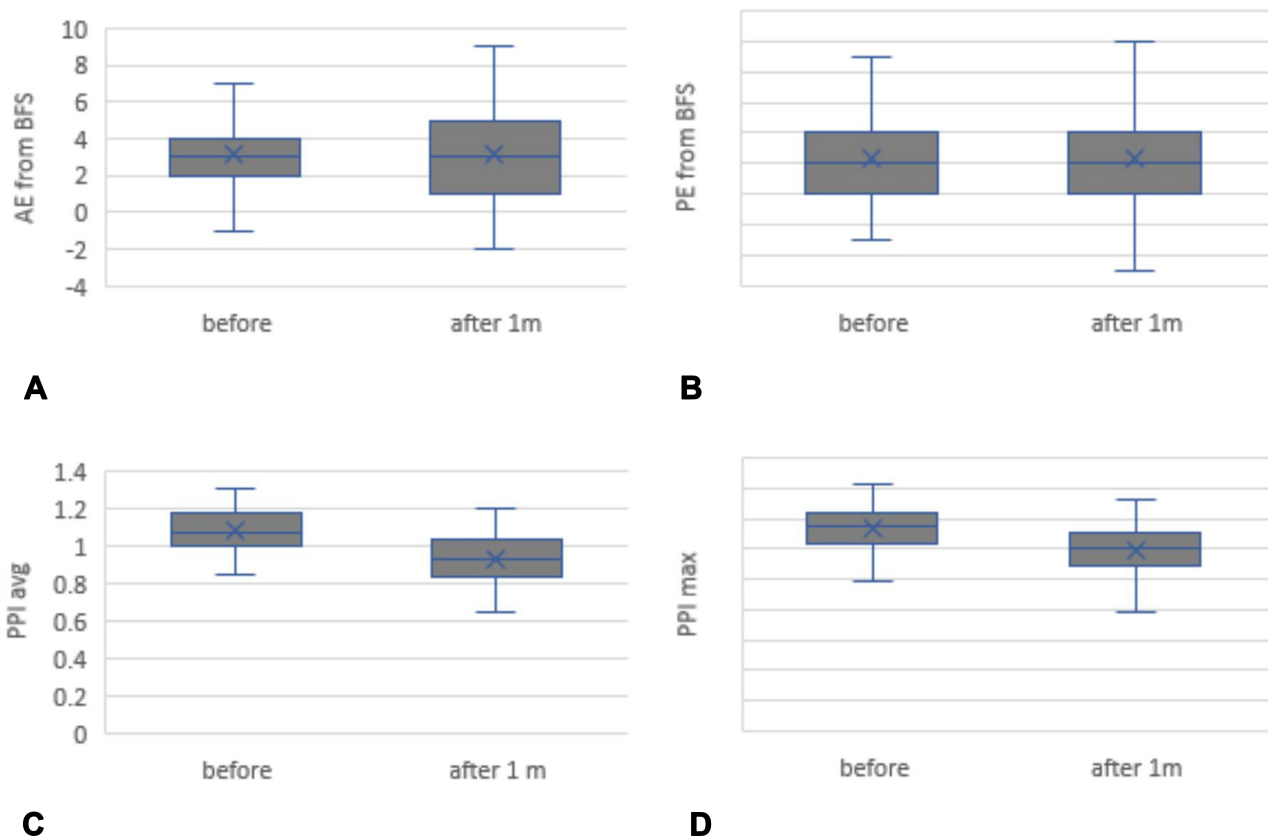 AE from BFS
10
8
6
4
2
0
-2
-4
before after 1m
A
PE from BFS
before after 1m
B
PPI avg
1.4
1.2
1
0.8
0.6
0.4
0.2
0
before after 1 m
C
PPI max
before after 1m
D